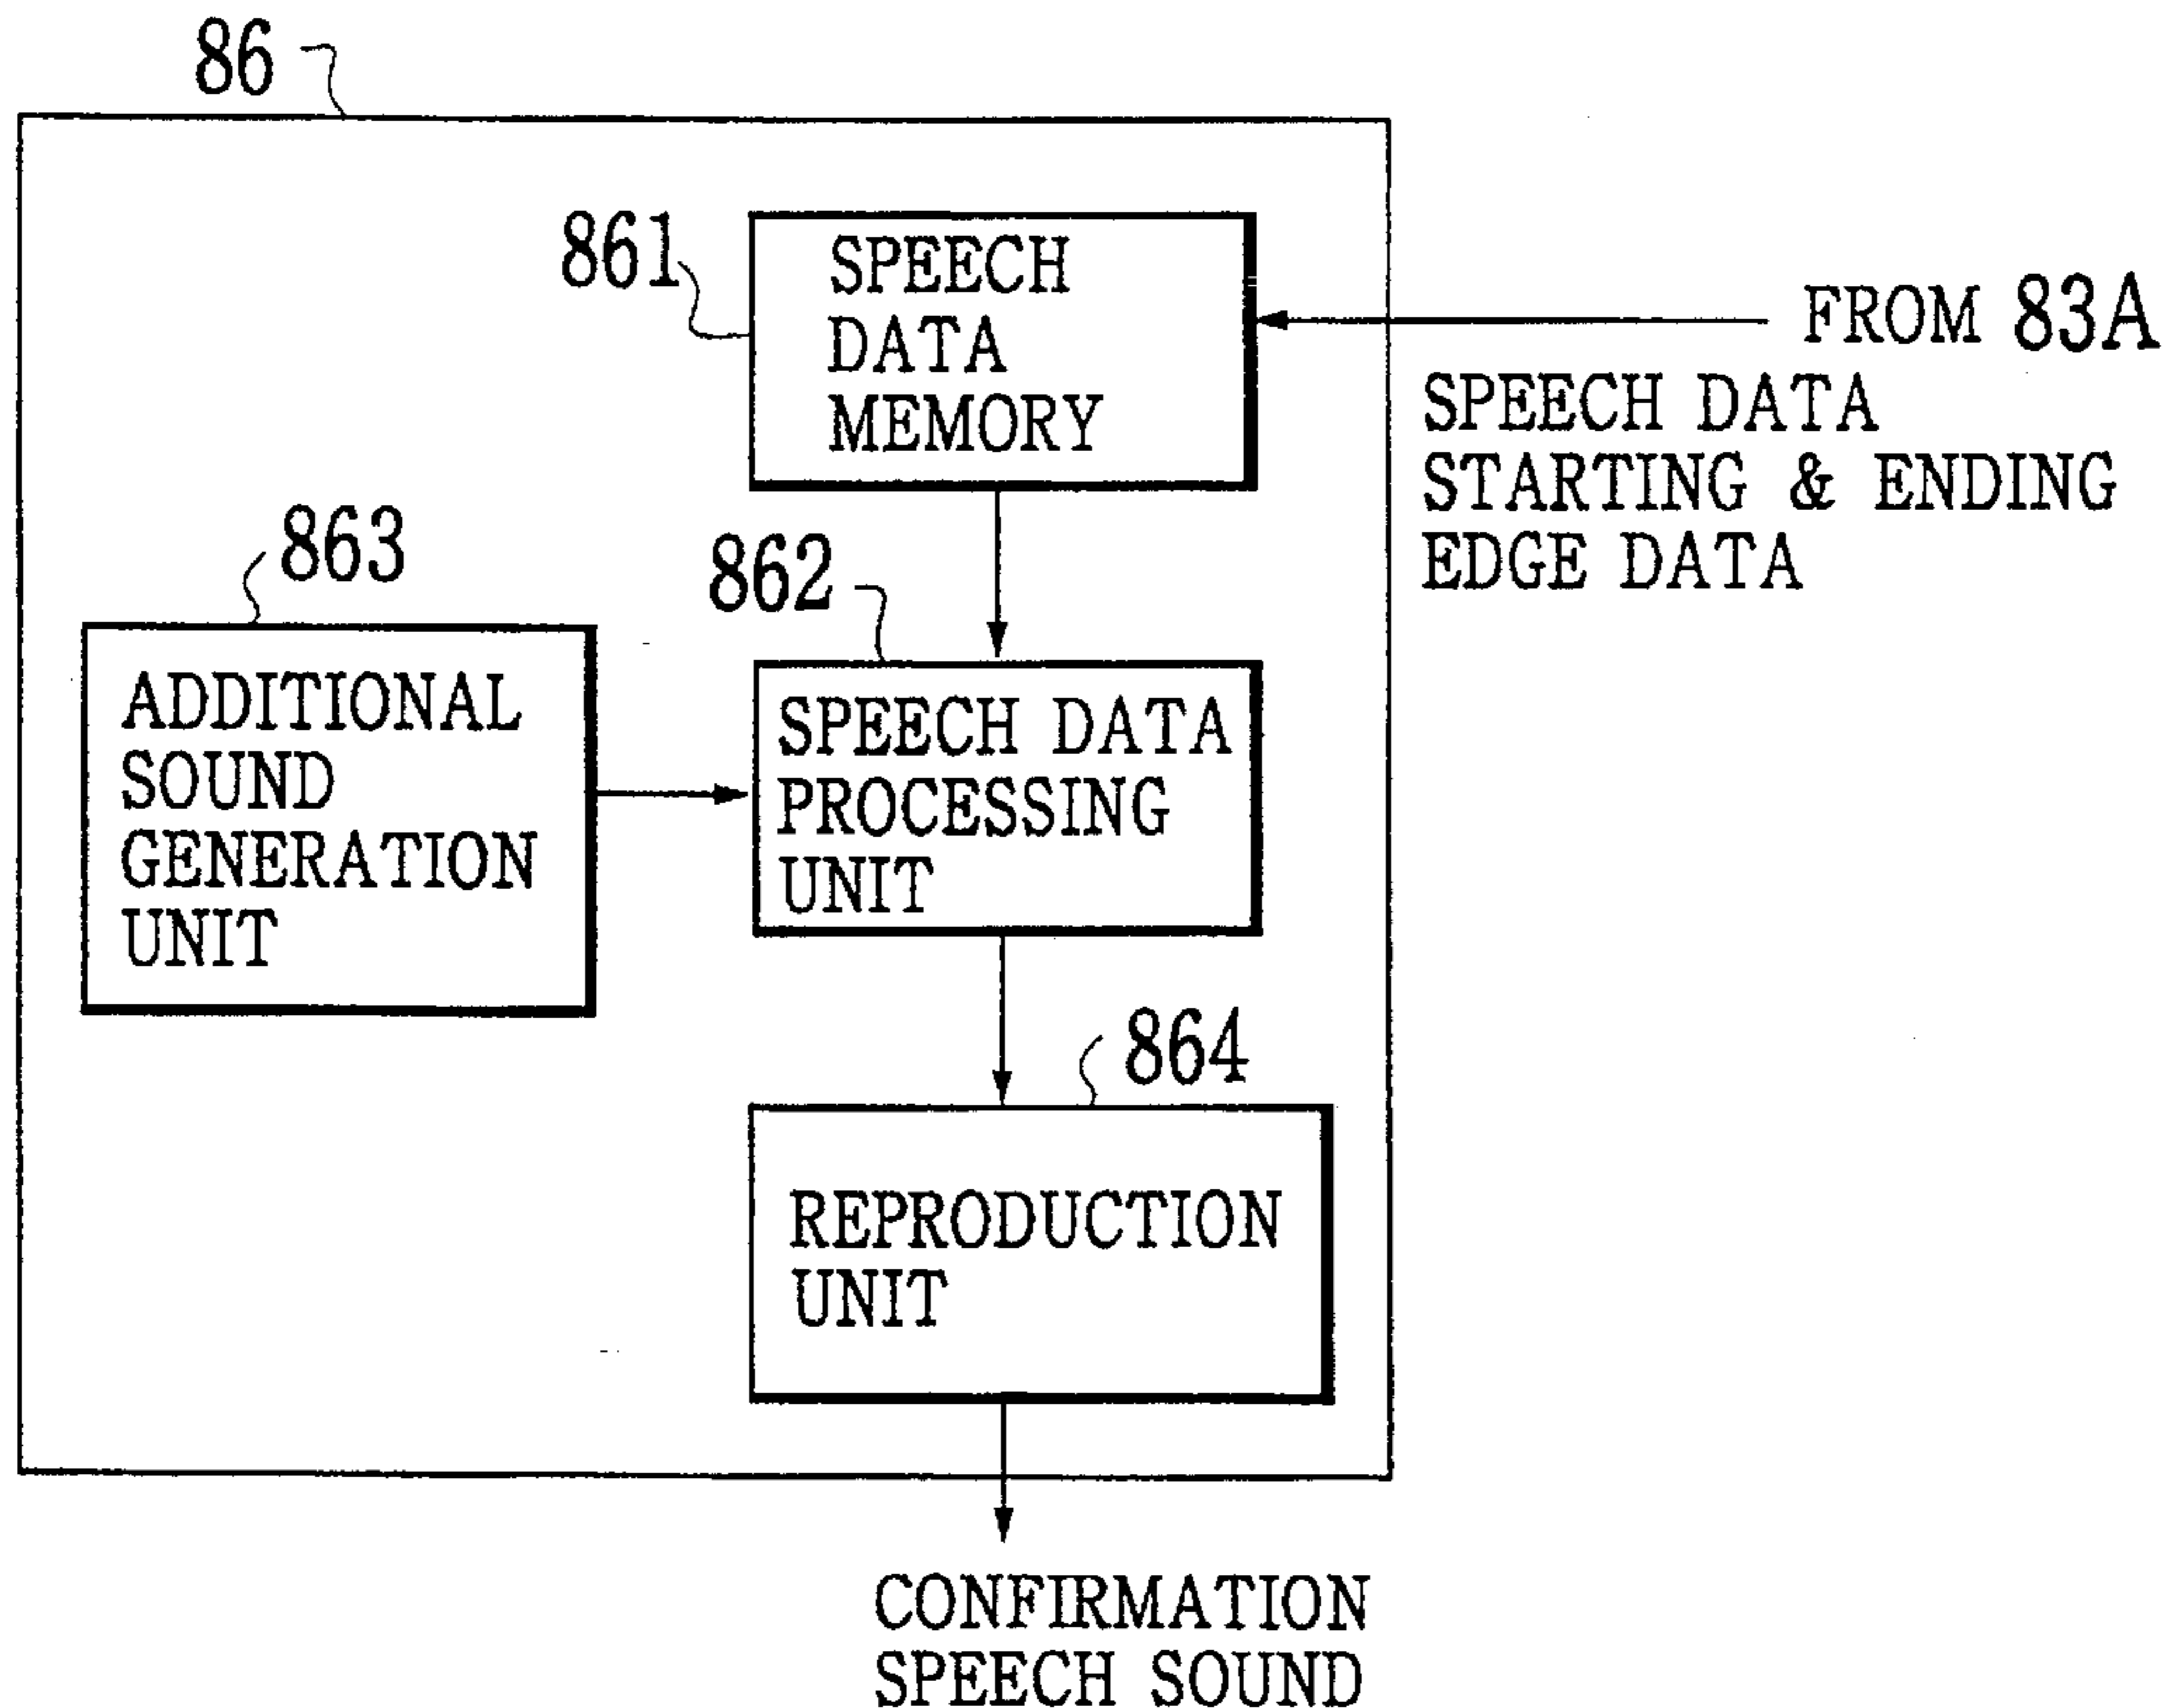 86
861
SPEECH
DATA
MEMORY
FROM 83A
SPEECH DATA
STARTING & ENDING
EDGE DATA
863
862
ADDITIONAL
SOUND
GENERATION
UNIT
SPEECH DATA
PROCESSING
UNIT
864
REPRODUCTION
UNIT
CONFIRMATION
SPEECH SOUND